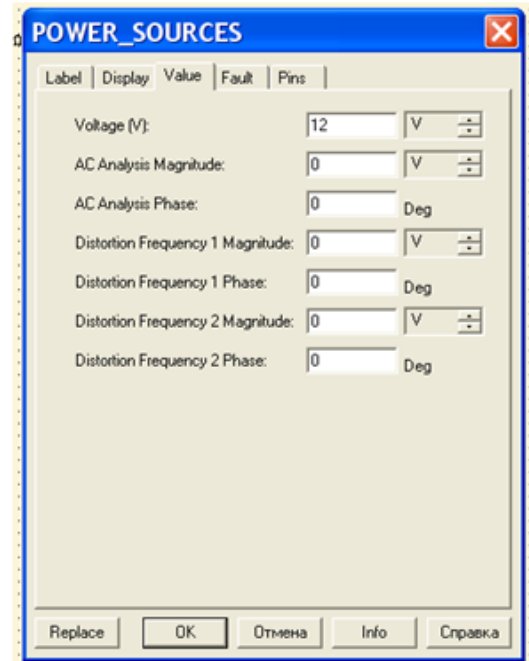 POWER_SOURCES
Label Display Value Fault Pins
Voltage (V): 12 V
AC Analysis Magnitude: 0 V
AC Analysis Phase: 0 Deg
Distortion Frequency 1 Magnitude: 0 V
Distortion Frequency 1 Phase: 0 Deg
Distortion Frequency 2 Magnitude: 0 V
Distortion Frequency 2 Phase: 0 Deg
Replace OK Отмена Info Справка